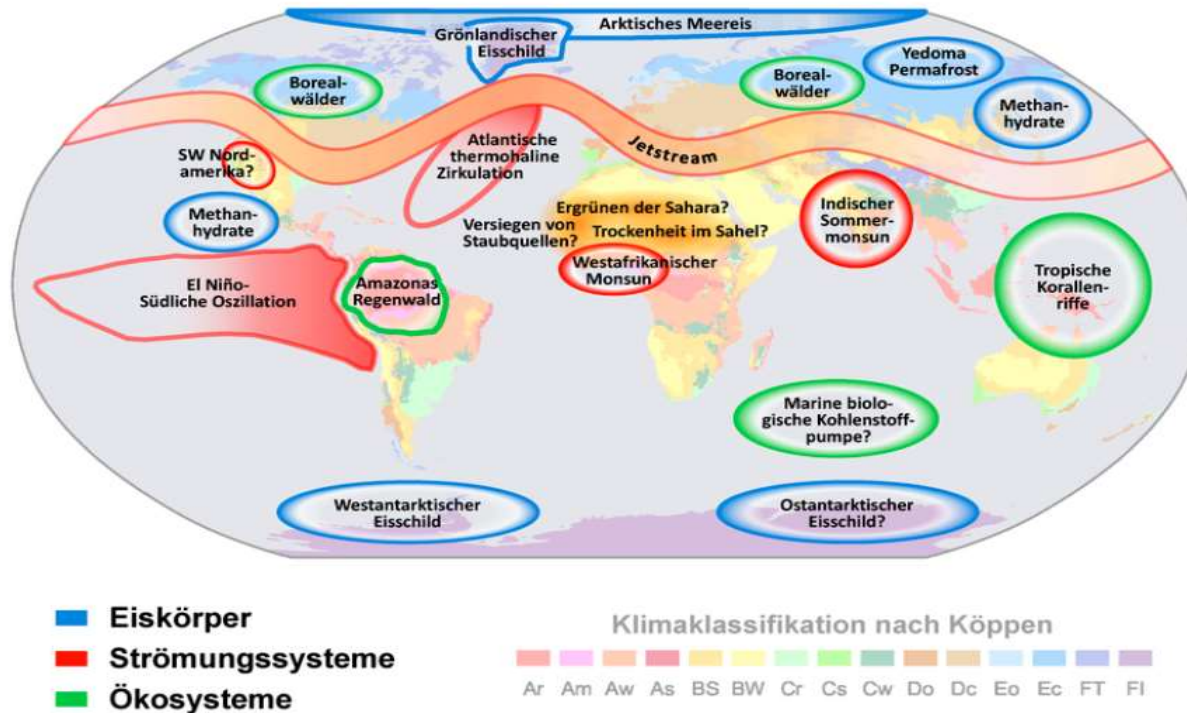 Arktisches Meereis
Grönlandischer
Eisschild
Yedoma
Permafrost
Boreal-
wälder
Boreal-
wälder
Methan-
hydrate
Atlantische
thermohaline
Zirkulation
Jetstream
SW Nord-
amerika?
Methan-
hydrate
Ergrünen der Sahara?
Versiegen von
Staubquellen?
Trockenheit im Sahel?
Indischer
Sommer-
monsun
Westafrikanischer
Monsun
El Niño-
Südliche Oszillation
Amazonas
Regenwald
Tropische
Korallen-
riffe
Marine biolo-
gische Kohlenstoff-
pumpe?
Westantarktischer
Eisschild
Ostantarktischer
Eisschild?
Eiskörper
Strömungssysteme
Ökosysteme
Klimaklassifikation nach Köppen
Ar Am Aw As BS BW Cr Cs Cw Do Dc Eo Ec FT FI